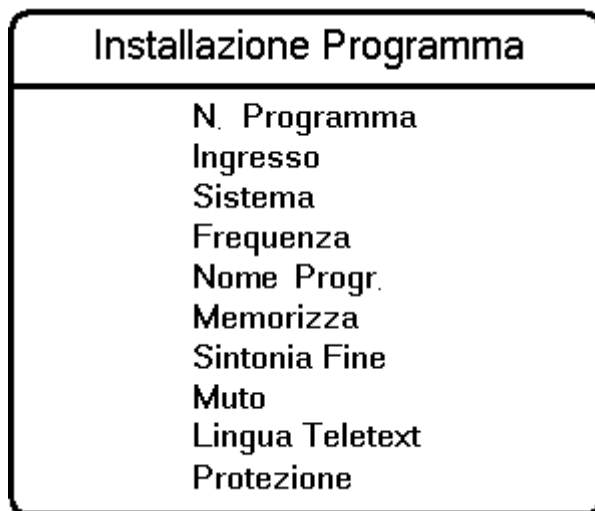 Installazione Programma
N. Programma
Ingresso
Sistema
Frequenza
Nome Progr.
Memorizza
Sintonia Fine
Muto
Lingua Teletext
Protezione